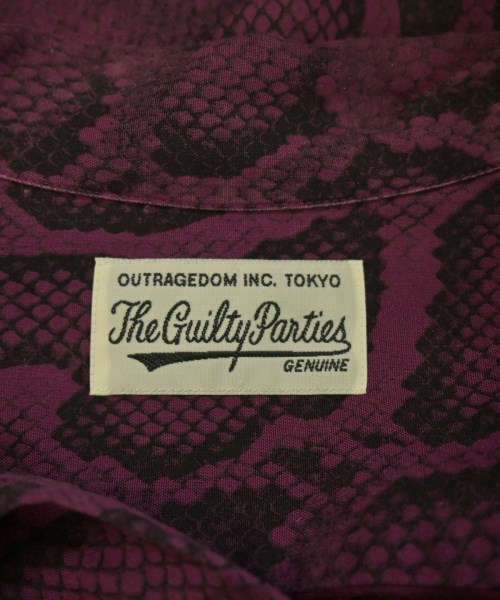 OUTRAGEDOM INC. TOKYO
The Guilty Parties
GENUINE